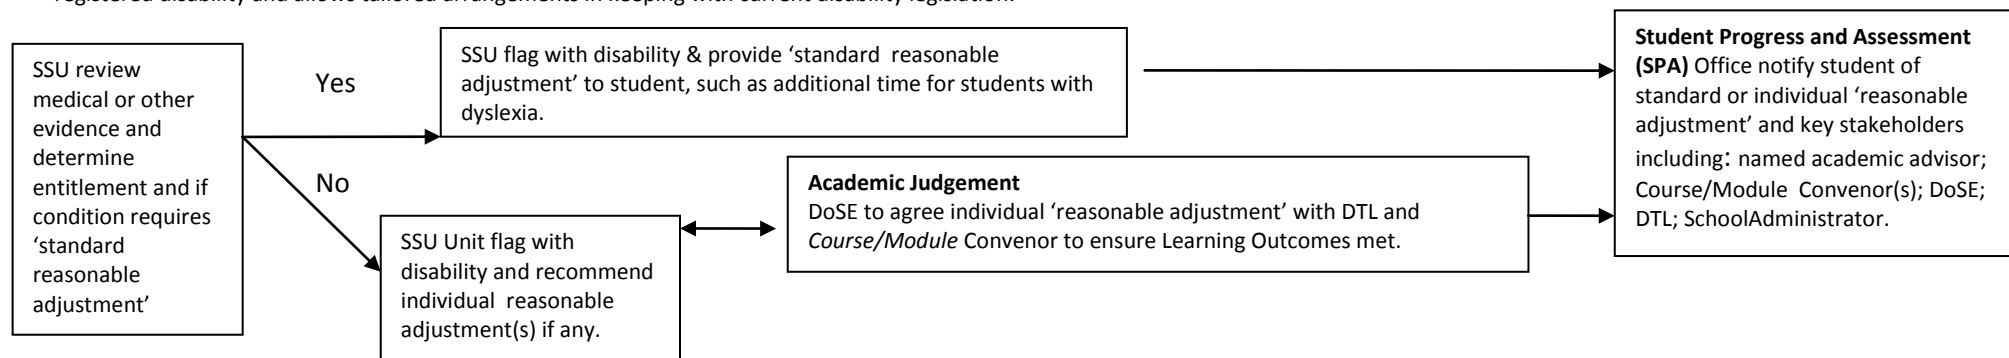 registered disability and allows tailored arrangements in keeping with current disability legislation.
SSU review
medical or other
evidence and
determine
entitlement and if
condition requires
‘standard
reasonable
adjustment’
Yes
No
SSU flag with disability & provide ‘standard reasonable
adjustment’ to student, such as additional time for students with
dyslexia.
SSU Unit flag with
disability and recommend
individual reasonable
adjustment(s) if any.
Academic Judgement
DoSE to agree individual ‘reasonable adjustment’ with DTL and
Course/Module Convenor to ensure Learning Outcomes met.
Student Progress and Assessment
(SPA) Office notify student of
standard or individual ‘reasonable
adjustment’ and key stakeholders
including: named academic advisor;
Course/Module Convenor(s); DoSE;
DTL; SchoolAdministrator.